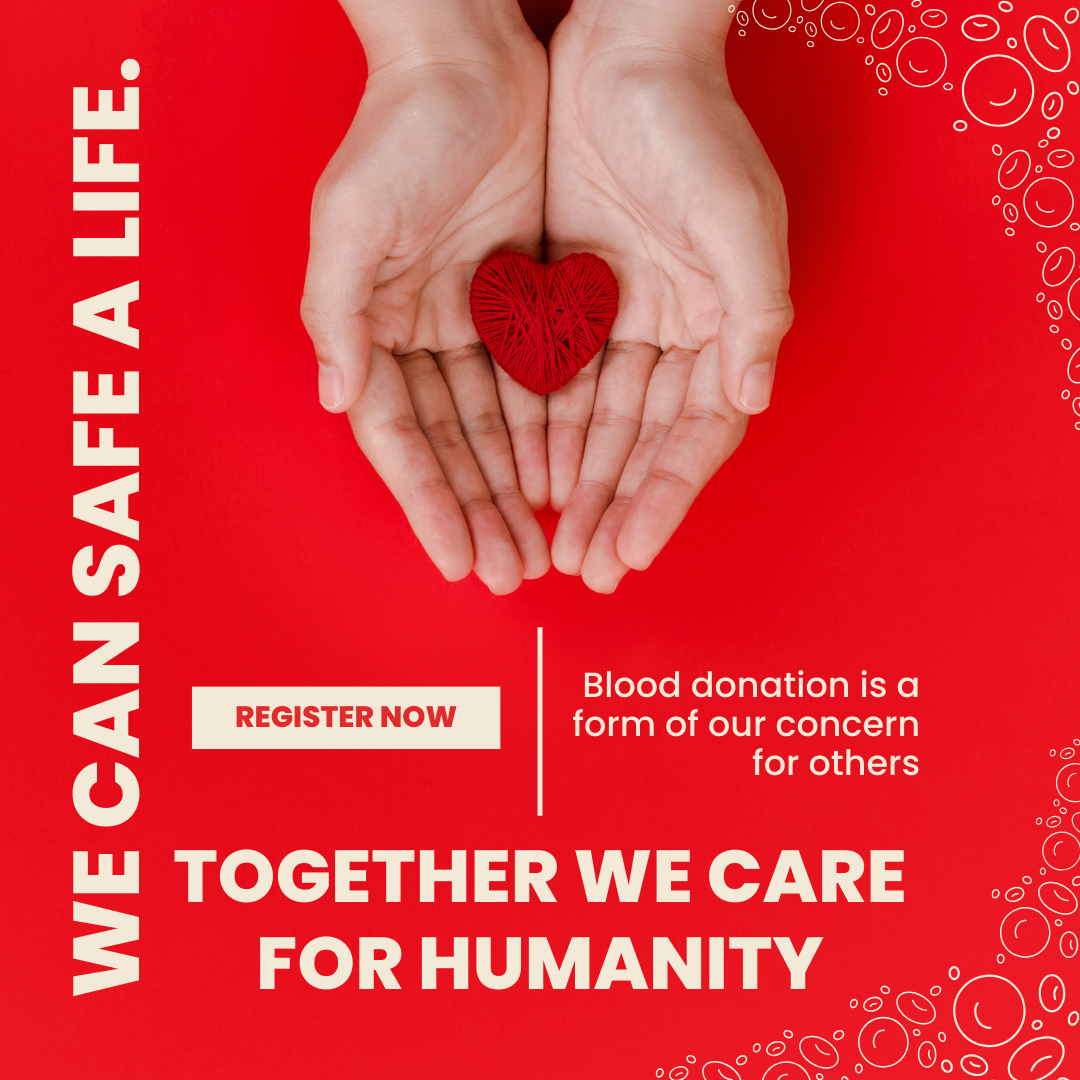 WE CAN SAFE A LIFE.
REGISTER NOW
Blood donation is a
form of our concern
for others
TOGETHER WE CARE
FOR HUMANITY